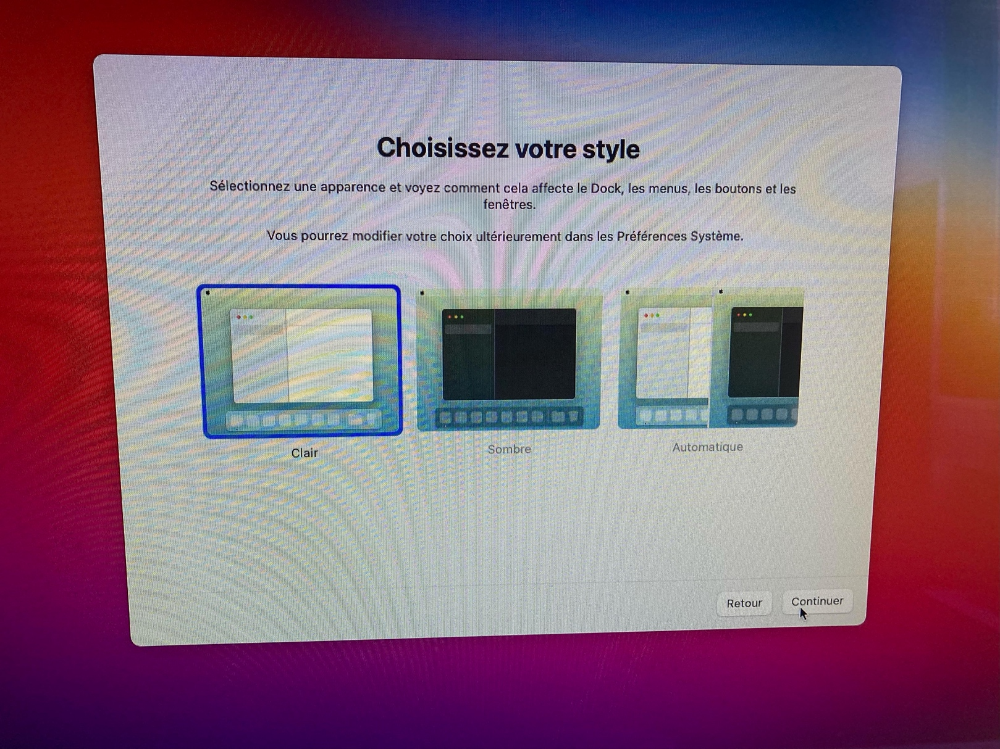 Choisissez votre style
Sélectionnez une apparence et voyez comment cela affecte le Dock, les menus, les boutons et les
fenêtres.
Vous pourrez modifier votre choix ultérieurement dans les Préférences Système.
Clair
Sombre
Automatique
Retour
Continuer